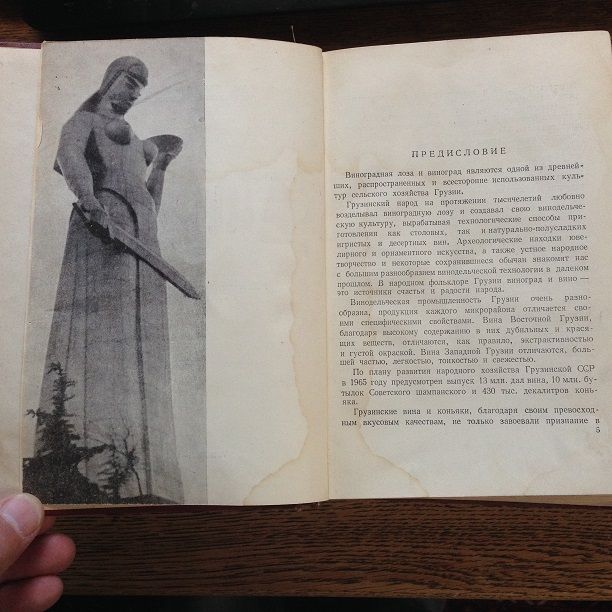 ПРЕДИСЛОВИЕ
Виноградная лоза и виноград являются одной из древней-
ших, распространенных и всесторонне использованных куль-
тур сельского хозяйства Грузии.
Грузинский народ на протяжении тысячелетий любовно
возделывал виноградную лозу и создавал свою винодельче-
скую культуру, вырабатывая технологические способы при-
готовления как столовых, так и натурально-полусладких
игристых и десертных вин. Археологические находки юве-
лирного и орнаментного искусства, а также устное народное
творчество и некоторые сохранившиеся обычаи знакомят нас
с большим разнообразием винодельческой технологии в далеком
прошлом. В народном фольклоре Грузии виноград и вино —
это источники счастья и радости народа.
Винодельческая промышленность Грузии очень разно-
образна, продукция каждого микрорайона отличается сво-
ими специфическими свойствами. Вина Восточной Грузии,
благодаря высокому содержанию в них дубильных и крася-
щих веществ, отличаются, как правило, экстрактивностью
и густой окраской. Вина Западной Грузии отличаются, боль-
шей частью, легкостью, тонкостью и свежестью.
По плану развития народного хозяйства Грузинской ССР
в 1965 году предусмотрен выпуск 13 млн. дал вина, 10 млн. бу-
тылок Советского шампанского и 430 тыс. декалитров конь-
яка.
Грузинские вина и коньяки, благодаря своим превосход-
ным вкусовым качествам, не только завоевали признание в
5